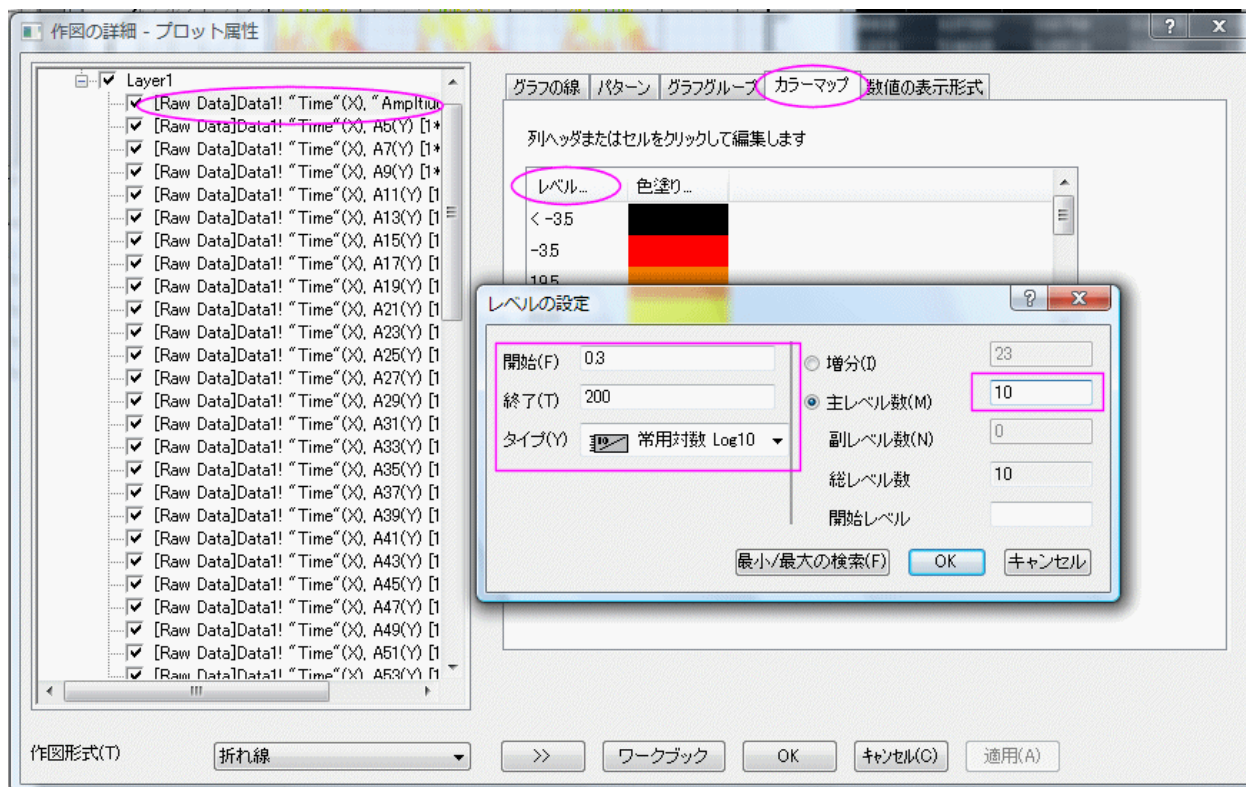 作図の詳細 - プロット属性
Layer1
[Raw Data]Data1! "Time"(X), "Ampltiu
[Raw Data]Data1! "Time"(X), A5(Y) [1*
[Raw Data]Data1! "Time"(X), A7(Y) [1*
[Raw Data]Data1! "Time"(X), A9(Y) [1*
[Raw Data]Data1! "Time"(X), A11(Y) [1
[Raw Data]Data1! "Time"(X), A13(Y) [1
[Raw Data]Data1! "Time"(X), A15(Y) [1
[Raw Data]Data1! "Time"(X), A17(Y) [1
[Raw Data]Data1! "Time"(X), A19(Y) [1
[Raw Data]Data1! "Time"(X), A21(Y) [1
[Raw Data]Data1! "Time"(X), A23(Y) [1
[Raw Data]Data1! "Time"(X), A25(Y) [1
[Raw Data]Data1! "Time"(X), A27(Y) [1
[Raw Data]Data1! "Time"(X), A29(Y) [1
[Raw Data]Data1! "Time"(X), A31(Y) [1
[Raw Data]Data1! "Time"(X), A33(Y) [1
[Raw Data]Data1! "Time"(X), A35(Y) [1
[Raw Data]Data1! "Time"(X), A37(Y) [1
[Raw Data]Data1! "Time"(X), A39(Y) [1
[Raw Data]Data1! "Time"(X), A41(Y) [1
[Raw Data]Data1! "Time"(X), A43(Y) [1
[Raw Data]Data1! "Time"(X), A45(Y) [1
[Raw Data]Data1! "Time"(X), A47(Y) [1
[Raw Data]Data1! "Time"(X), A49(Y) [1
[Raw Data]Data1! "Time"(X), A51(Y) [1
[Raw Data]Data1! "Time"(X), A53(Y) [1
グラフの線 パターン グラフグループ カラーマップ 数値の表示形式
列ヘッダまたはセルをクリックして編集します
レベル... 色塗り...
< -3.5
-3.5
19.5
レベルの設定
開始(F) 0.3
終了(T) 200
タイプ(Y) 10 常用対数 Log10
増分(I) 23
主レベル数(M) 10
副レベル数(N) 0
総レベル数 10
開始レベル
最小/最大の検索(F) OK キャンセル
作図形式(T) 折れ線 >> ワークブック OK キャンセル(C) 適用(A)